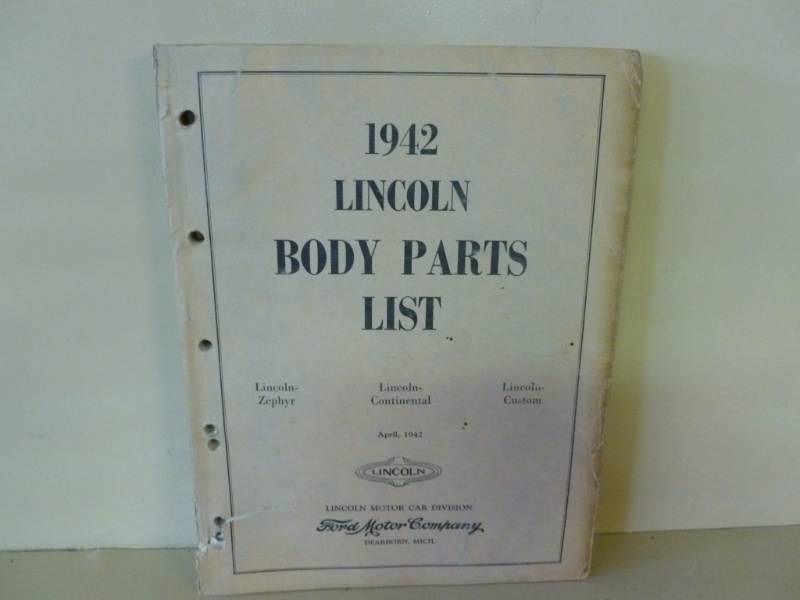 1942
LINCOLN
BODY PARTS
LIST
Lincoln-Zephyr
Lincoln-Continental
Lincoln-Custom
April, 1942
LINCOLN
LINCOLN MOTOR CAR DIVISION
Ford Motor Company
DEARBORN, MICH.